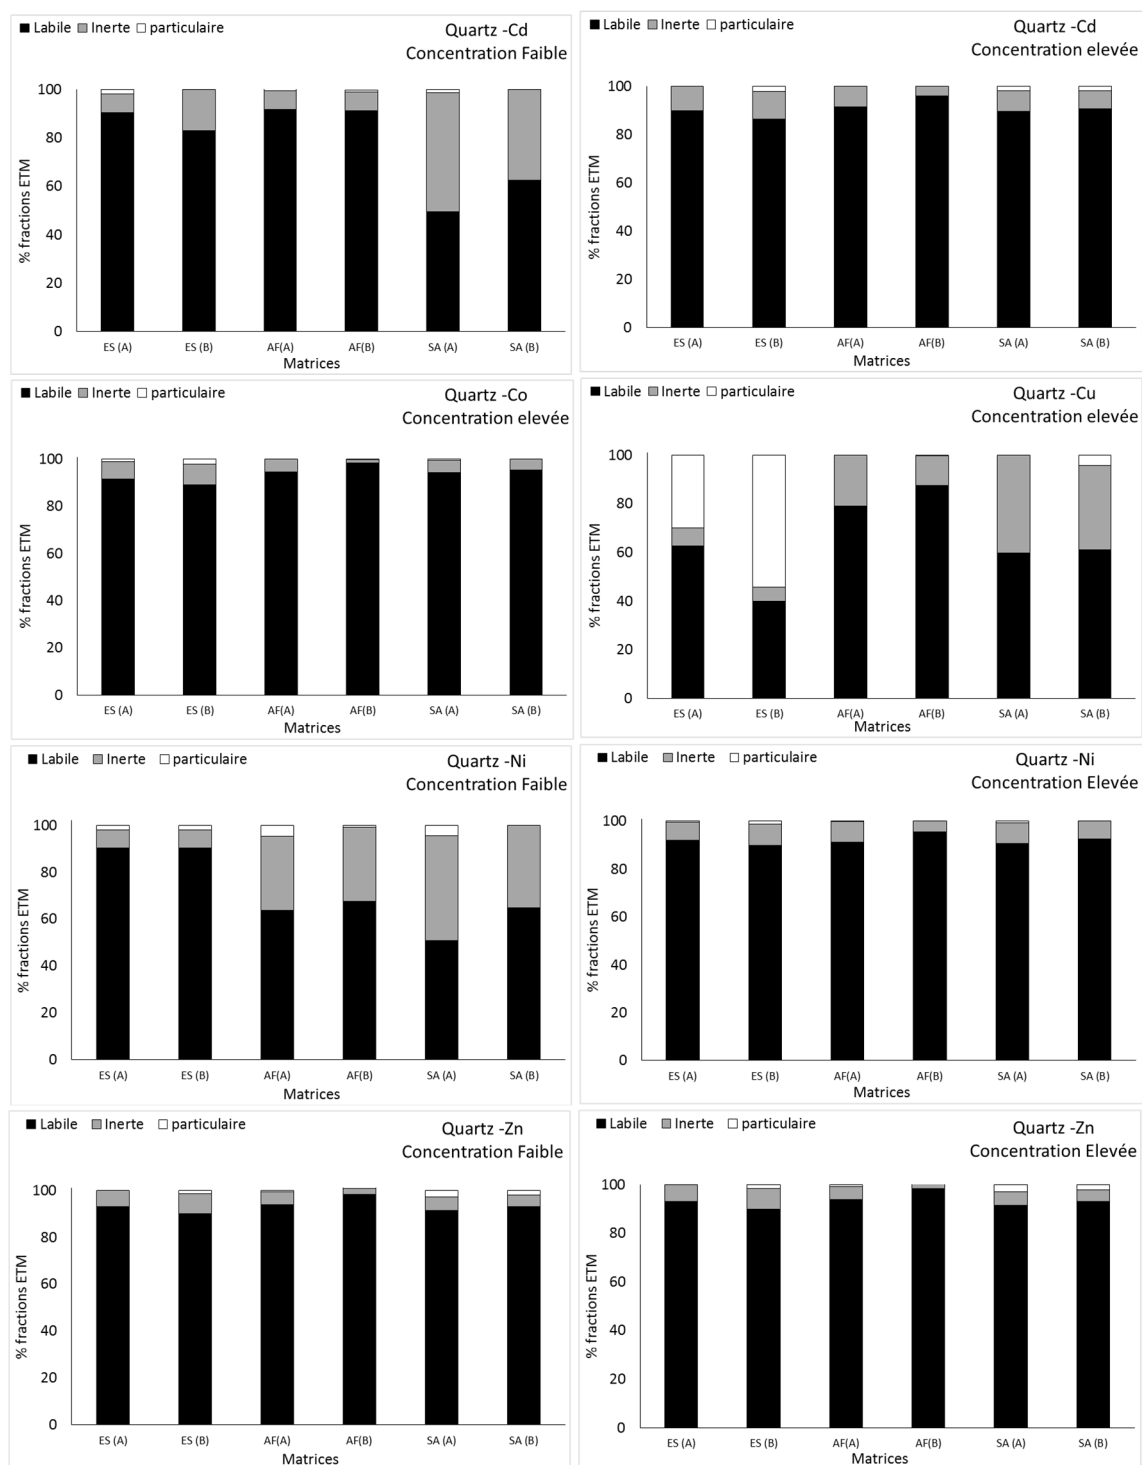 Labile Inerte particulaire
Quartz -Cd
Concentration Faible
% fractions ETM
100
80
60
40
20
0
ES (A) ES (B) AF(A) AF(B) SA (A) SA (B)
Matrices
Labile Inerte particulaire
Quartz -Cd
Concentration elevée
% fractions ETM
100
80
60
40
20
0
ES (A) ES (B) AF(A) AF(B) SA (A) SA (B)
Matrices
Labile Inerte particulaire
Quartz -Co
Concentration elevée
% fractions ETM
100
80
60
40
20
0
ES (A) ES (B) AF(A) AF(B) SA (A) SA (B)
Matrices
Labile Inerte particulaire
Quartz -Cu
Concentration elevée
% fractions ETM
100
80
60
40
20
0
ES (A) ES (B) AF(A) AF(B) SA (A) SA (B)
Matrices
Labile Inerte particulaire
Quartz -Ni
Concentration Faible
% fractions ETM
100
80
60
40
20
0
ES (A) ES (B) AF(A) AF(B) SA (A) SA (B)
Matrices
Labile Inerte particulaire
Quartz -Ni
Concentration Elevée
% fractions ETM
100
80
60
40
20
0
ES (A) ES (B) AF(A) AF(B) SA (A) SA (B)
Matrices
Labile Inerte particulaire
Quartz -Zn
Concentration Faible
% fractions ETM
100
80
60
40
20
0
ES (A) ES (B) AF(A) AF(B) SA (A) SA (B)
Matrices
Labile Inerte particulaire
Quartz -Zn
Concentration Elevée
% fractions ETM
100
80
60
40
20
0
ES (A) ES (B) AF(A) AF(B) SA (A) SA (B)
Matrices